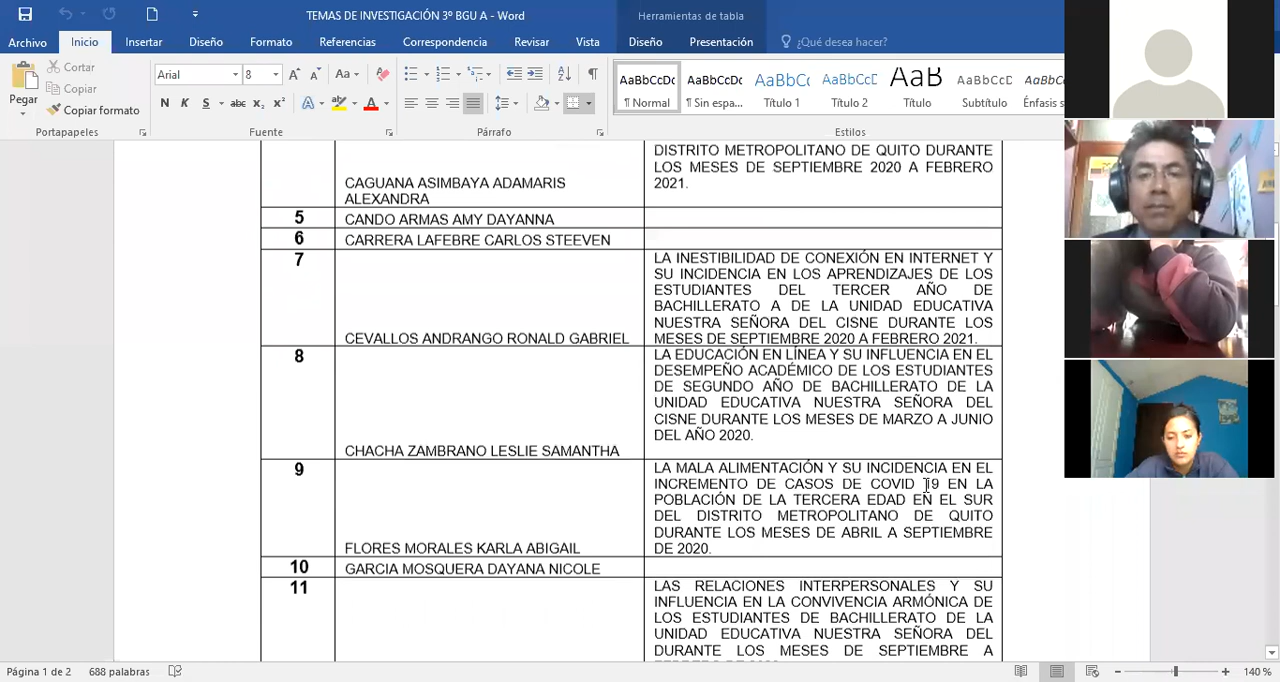 TEMAS DE INVESTIGACIÓN 3º BGU A - Word
Herramientas de tabla
Archivo Inicio Insertar Diseño Formato Referencias Correspondencia Revisar Vista Diseño Presentación ¿Qué desea hacer?
Pegar
Cortar
Copiar
Copiar formato
Portapapeles
Arial 8
Aa
N K S abc x₂ x²
Fuente
Párrafo
AaBbCcDc
¶ Normal
AaBbCcDc
¶ Sin espa...
AaBbCc
Título 1
AaBbCcD
Título 2
AaB
Título
AaBbCcD
Subtítulo
AaBbCc
Énfasis s
Estilos
CAGUANA ASIMBAYA ADAMARIS
ALEXANDRA
DISTRITO METROPOLITANO DE QUITO DURANTE
LOS MESES DE SEPTIEMBRE 2020 A FEBRERO
2021.
5 CANDO ARMAS AMY DAYANNA
6 CARRERA LAFEBRE CARLOS STEEVEN
7 CEVALLOS ANDRANGO RONALD GABRIEL
LA INESTIBILIDAD DE CONEXIÓN EN INTERNET Y
SU INCIDENCIA EN LOS APRENDIZAJES DE LOS
ESTUDIANTES DEL TERCER AÑO DE
BACHILLERATO A DE LA UNIDAD EDUCATIVA
NUESTRA SEÑORA DEL CISNE DURANTE LOS
MESES DE SEPTIEMBRE 2020 A FEBRERO 2021.
8 CHACHA ZAMBRANO LESLIE SAMANTHA
LA EDUCACIÓN EN LÍNEA Y SU INFLUENCIA EN EL
DESEMPEÑO ACADÉMICO DE LOS ESTUDIANTES
DE SEGUNDO AÑO DE BACHILLERATO DE LA
UNIDAD EDUCATIVA NUESTRA SEÑORA DEL
CISNE DURANTE LOS MESES DE MARZO A JUNIO
DEL AÑO 2020.
9 FLORES MORALES KARLA ABIGAIL
LA MALA ALIMENTACIÓN Y SU INCIDENCIA EN EL
INCREMENTO DE CASOS DE COVID 19 EN LA
POBLACIÓN DE LA TERCERA EDAD EN EL SUR
DEL DISTRITO METROPOLITANO DE QUITO
DURANTE LOS MESES DE ABRIL A SEPTIEMBRE
DE 2020.
10 GARCIA MOSQUERA DAYANA NICOLE
11
LAS RELACIONES INTERPERSONALES Y SU
INFLUENCIA EN LA CONVIVENCIA ARMÓNICA DE
LOS ESTUDIANTES DE BACHILLERATO DE LA
UNIDAD EDUCATIVA NUESTRA SEÑORA DEL
DURANTE LOS MESES DE SEPTIEMBRE A
Página 1 de 2 688 palabras
140 %